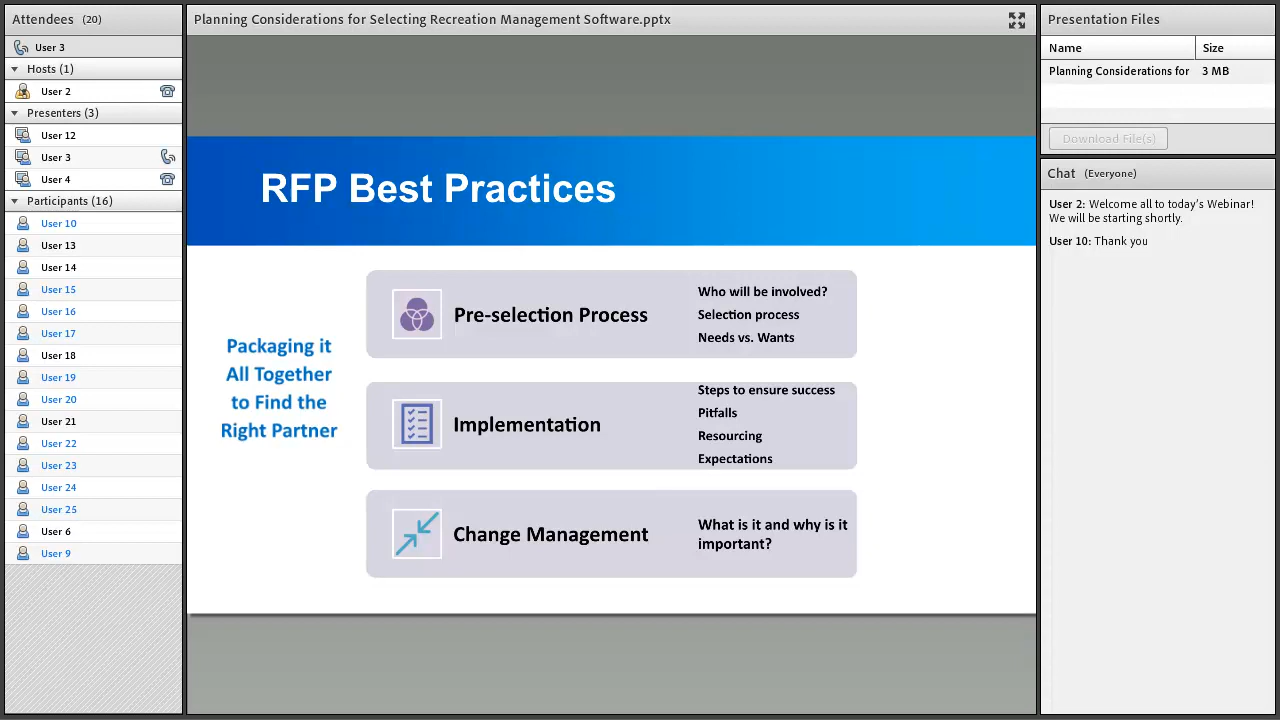 Attendees (20)
User 3
Hosts (1)
User 2
Presenters (3)
User 12
User 3
User 4
Participants (16)
User 10
User 13
User 14
User 15
User 16
User 17
User 18
User 19
User 20
User 21
User 22
User 23
User 24
User 25
User 6
User 9
Planning Considerations for Selecting Recreation Management Software.pptx
RFP Best Practices
Packaging it
All Together
to Find the
Right Partner
Pre-selection Process
Who will be involved?
Selection process
Needs vs. Wants
Implementation
Steps to ensure success
Pitfalls
Resourcing
Expectations
Change Management
What is it and why is it
important?
Presentation Files
Name Size
Planning Considerations for 3 MB
Download File(s)
Chat (Everyone)
User 2: Welcome all to today's Webinar!
We will be starting shortly.
User 10: Thank you